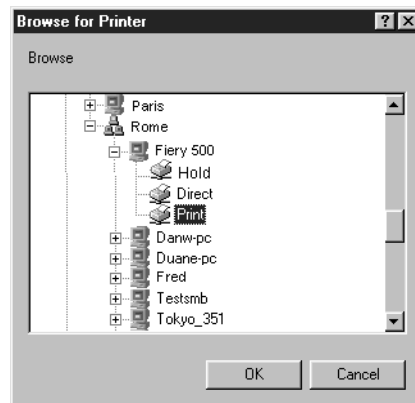 Browse for Printer
Browse
Paris
Rome
Fiery 500
Hold
Direct
Print
Danw-pc
Duane-pc
Fred
Testsmb
Tokyo_351
OK Cancel